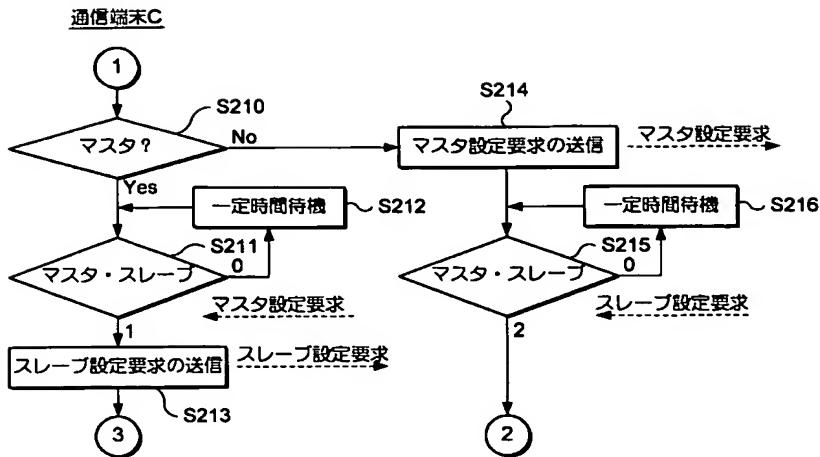 通信端末C
1
S210
マスタ？
No
Yes
S214
マスタ設定要求の送信
マスタ設定要求
一定時間待機
S212
一定時間待機
S216
S211
マスタ・スレーブ
0
マスタ設定要求
1
S215
マスタ・スレーブ
0
スレーブ設定要求
2
スレーブ設定要求の送信
スレーブ設定要求
S213
3
2